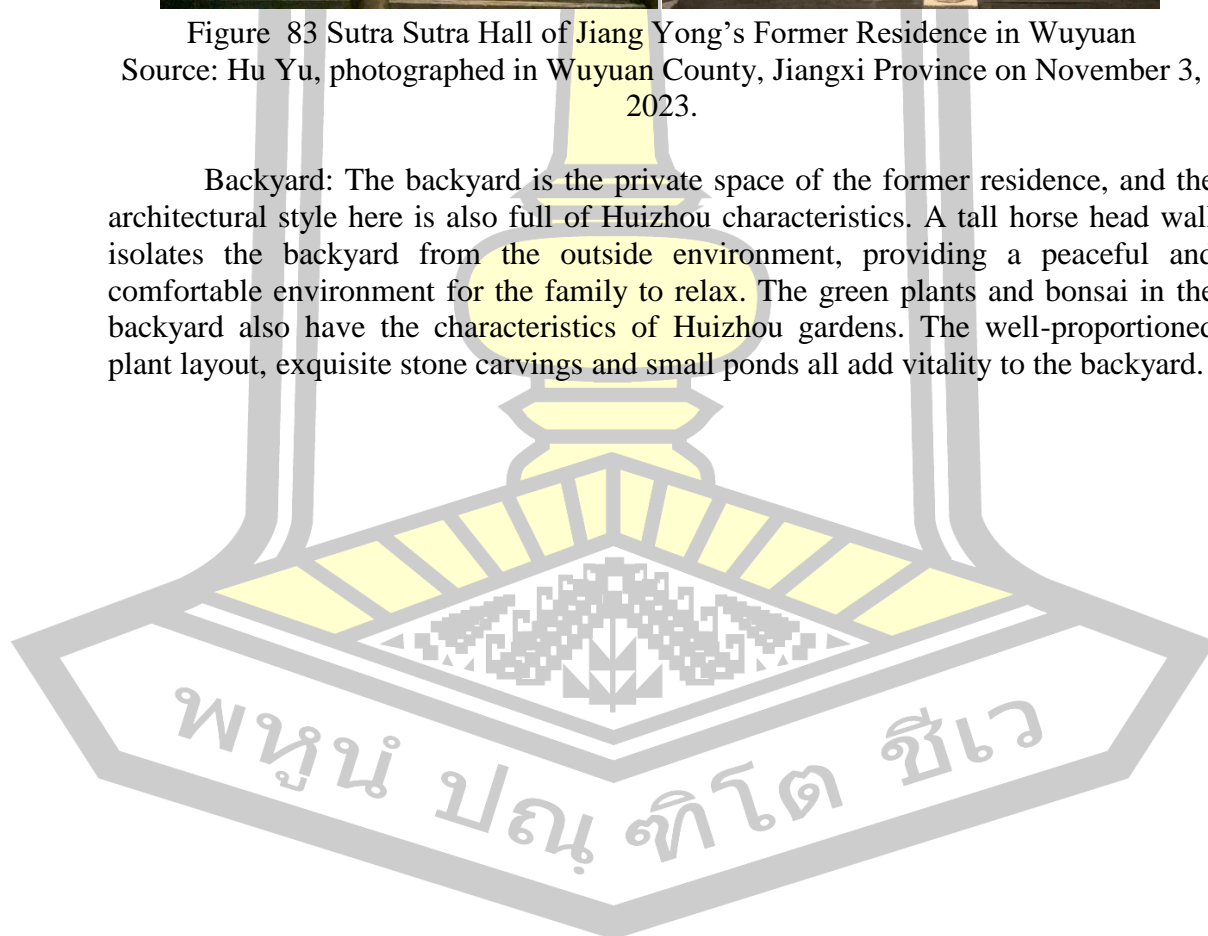 Figure  83 Sutra Sutra Hall of Jiang Yong’s Former Residence in Wuyuan
Source: Hu Yu, photographed in Wuyuan County, Jiangxi Province on November 3,
2023.
Backyard: The backyard is the private space of the former residence, and the
architectural style here is also full of Huizhou characteristics. A tall horse head wall
isolates the backyard from the outside environment, providing a peaceful and
comfortable environment for the family to relax. The green plants and bonsai in the
backyard also have the characteristics of Huizhou gardens. The well-proportioned
plant layout, exquisite stone carvings and small ponds all add vitality to the backyard.
พหูนํ ปณฺฑิโต ชีเว